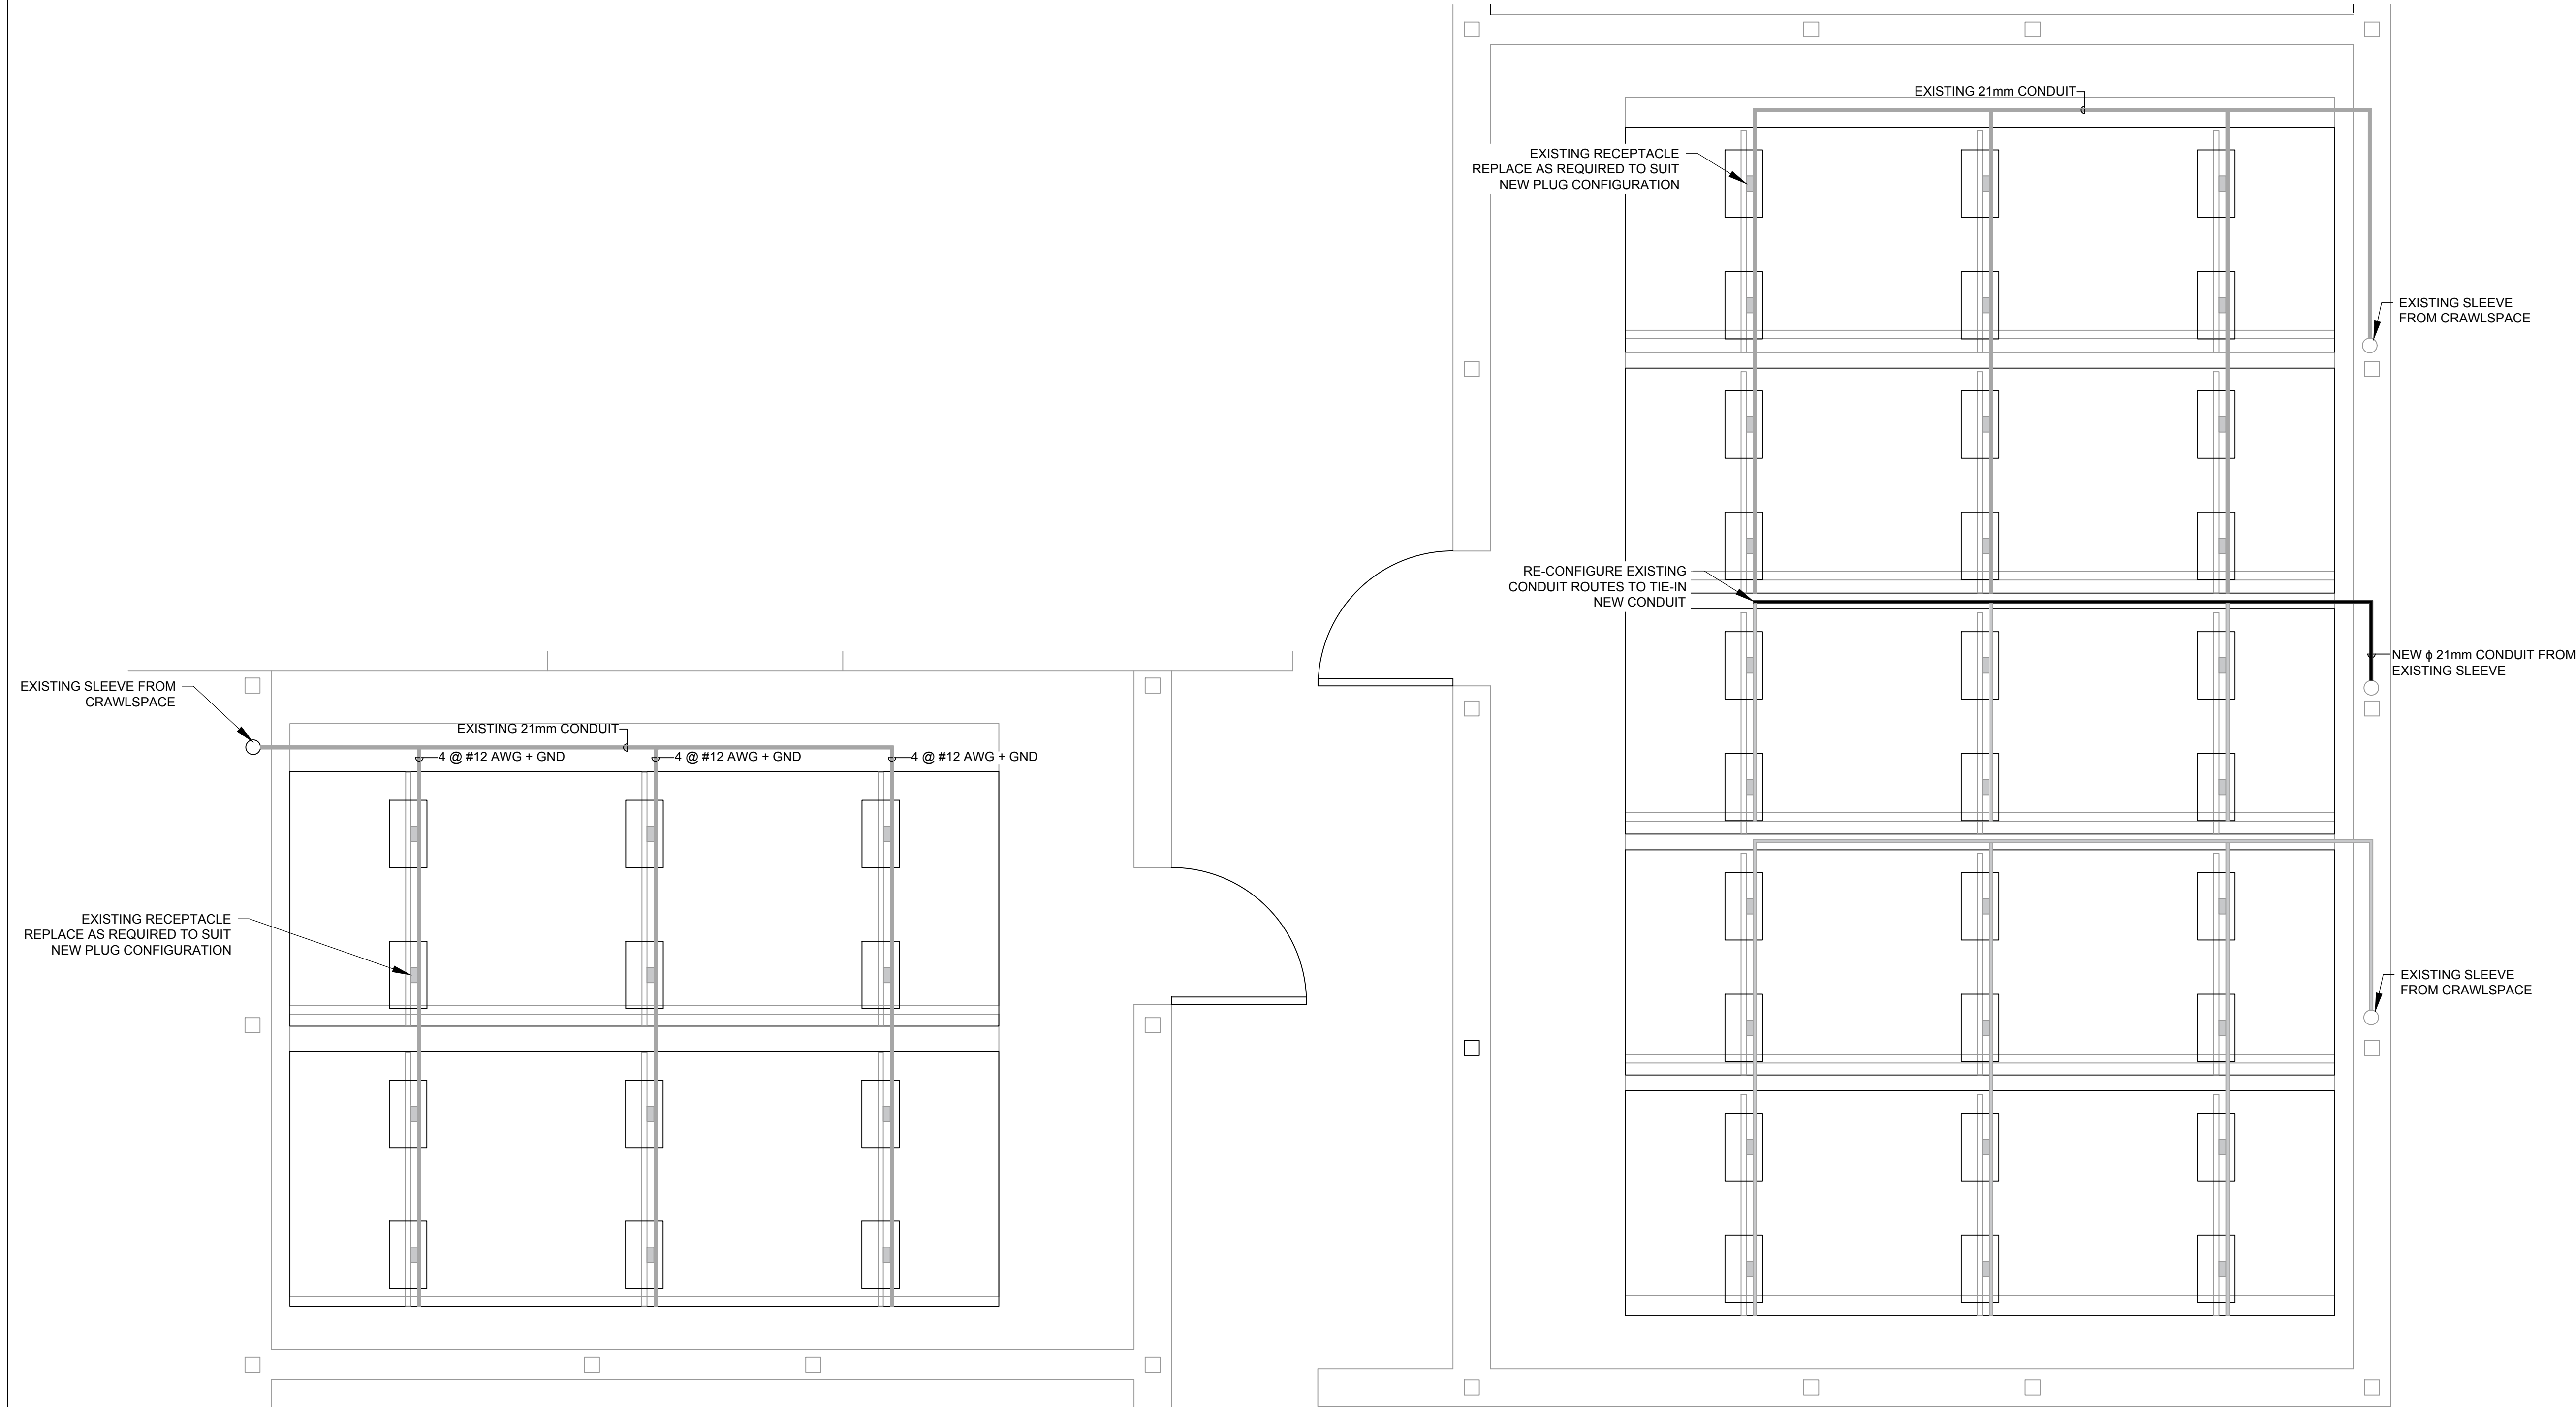 EXISTING 21mm CONDUIT
EXISTING RECEPTACLE
REPLACE AS REQUIRED TO SUIT
NEW PLUG CONFIGURATION
EXISTING SLEEVE
FROM CRAWLSPACE
RE-CONFIGURE EXISTING
CONDUIT ROUTES TO TIE-IN
NEW CONDUIT
NEW ϕ 21mm CONDUIT FROM
EXISTING SLEEVE
EXISTING SLEEVE FROM
CRAWLSPACE
EXISTING 21mm CONDUIT
4 @ #12 AWG + GND
4 @ #12 AWG + GND
4 @ #12 AWG + GND
EXISTING RECEPTACLE
REPLACE AS REQUIRED TO SUIT
NEW PLUG CONFIGURATION
EXISTING SLEEVE
FROM CRAWLSPACE